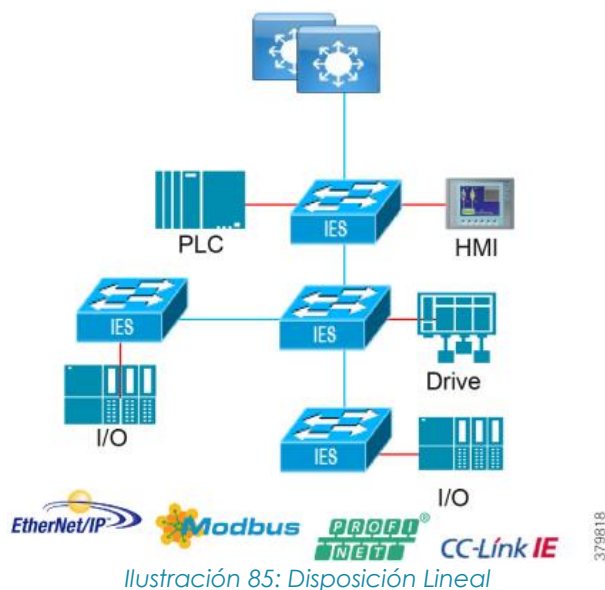 IES
PLC
HMI
IES
IES
I/O
Drive
IES
I/O
EtherNet/IP™
Modbus
PROFI®
NET
CC-Link IE
379818
Ilustración 85: Disposición Lineal